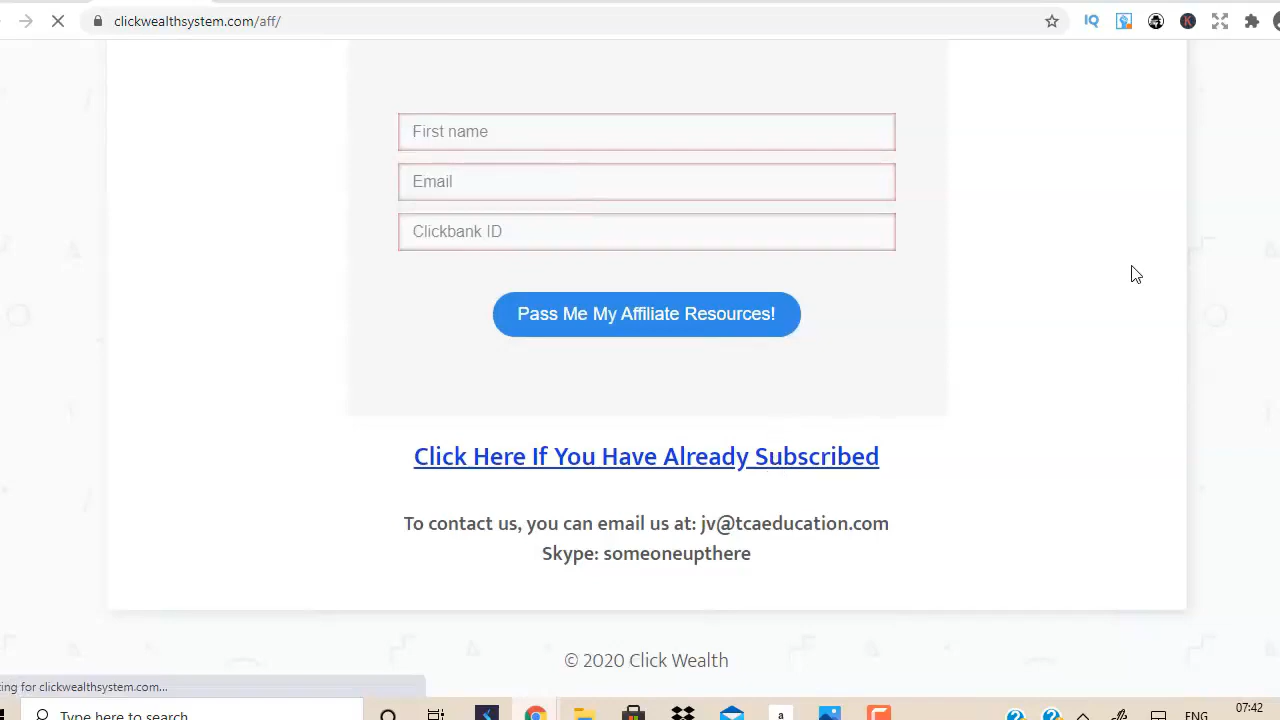 clickwealthsystem.com/aff/
IQ
K
First name
Email
Clickbank ID
Pass Me My Affiliate Resources!
Click Here If You Have Already Subscribed
To contact us, you can email us at: jv@tcaeducation.com
Skype: someoneupthere
© 2020 Click Wealth
ting for clickwealthsystem.com...
Type here to search
a
ENG
07:42